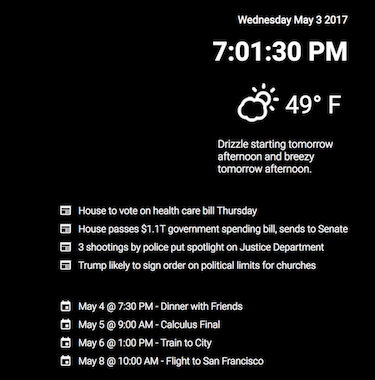 Wednesday May 3 2017
7:01:30 PM
49° F
Drizzle starting tomorrow
afternoon and breezy
tomorrow afternoon.
House to vote on health care bill Thursday
House passes $1.1T government spending bill, sends to Senate
3 shootings by police put spotlight on Justice Department
Trump likely to sign order on political limits for churches
May 4 @ 7:30 PM - Dinner with Friends
May 5 @ 9:00 AM - Calculus Final
May 6 @ 1:00 PM - Train to City
May 8 @ 10:00 AM - Flight to San Francisco